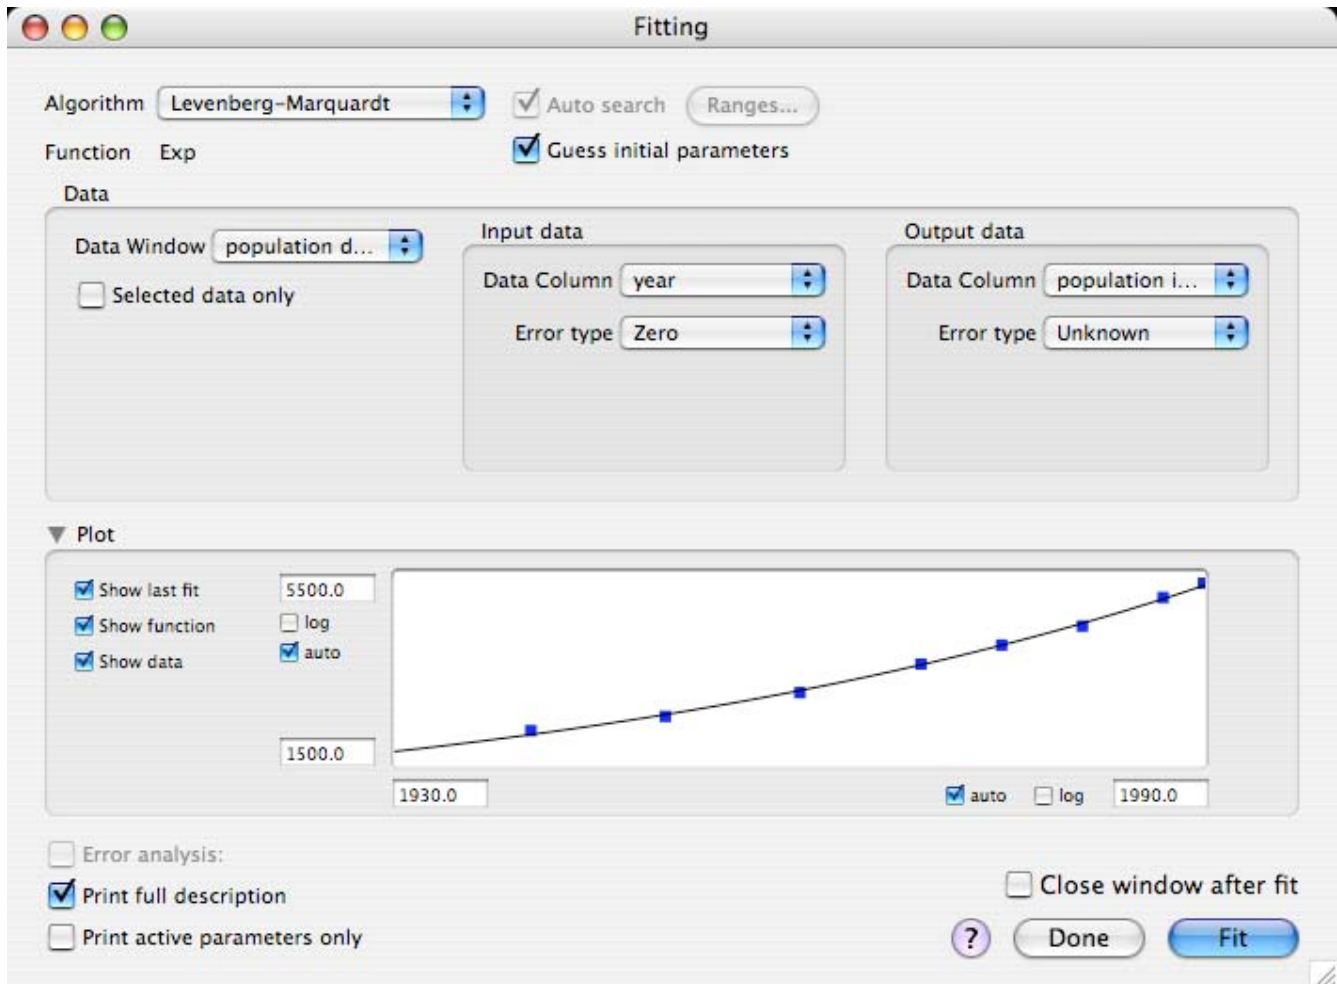 Fitting
Algorithm Levenberg-Marquardt Auto search Ranges...
Function Exp Guess initial parameters
Data
Data Window population d...
Selected data only
Input data
Data Column year
Error type Zero
Output data
Data Column population i...
Error type Unknown
Plot
Show last fit
Show function
Show data
5500.0
log
auto
1500.0
1930.0
auto log 1990.0
Error analysis:
Print full description
Print active parameters only
Close window after fit
? Done Fit